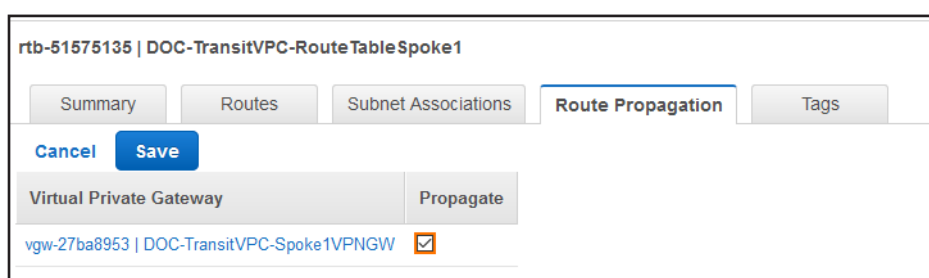 rtb-51575135 | DOC-TransitVPC-RouteTableSpoke1
Summary Routes Subnet Associations Route Propagation Tags
Cancel Save
Virtual Private Gateway Propagate
vgw-27ba8953 | DOC-TransitVPC-Spoke1VPNGW